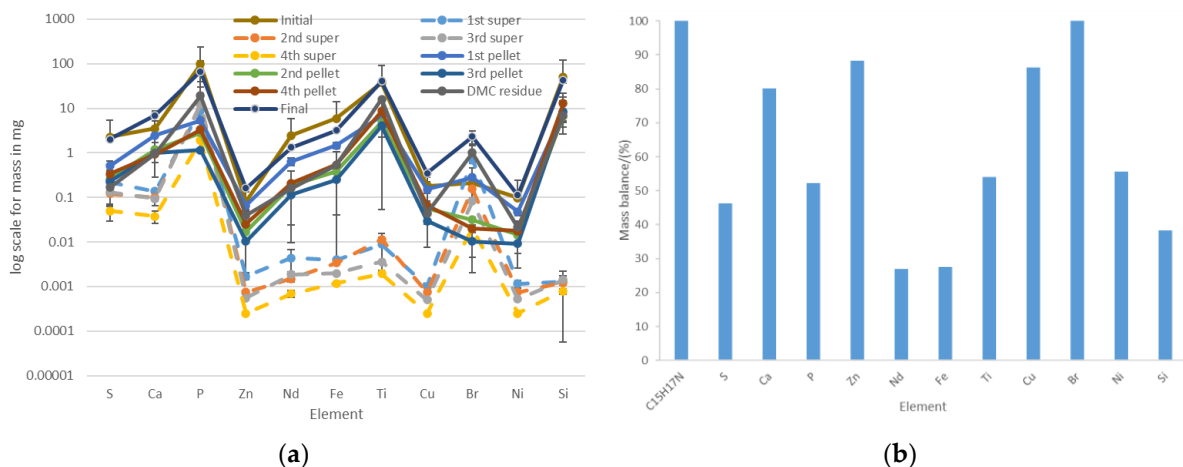 1000
100
10
1
0.1
0.01
0.001
0.0001
0.00001
log scale for mass in mg
Initial
1st super
2nd super
3rd super
4th super
1st pellet
2nd pellet
3rd pellet
4th pellet
DMC residue
Final
S Ca P Zn Nd Fe Ti Cu Br Ni Si
Element
(a)
100
90
80
70
60
50
40
30
20
10
0
Mass balance/(%)
C15H17N S Ca P Zn Nd Fe Ti Cu Br Ni Si
Element
(b)